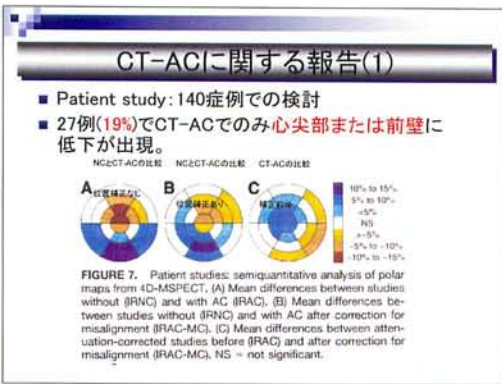 CT-ACに関する報告(1)
■ Patient study:140症例での検討
■ 27例(19%)でCT-ACでのみ心尖部または前壁に
低下が出現。
NCとCT-ACの比較 NCとCT-ACの比較 CT-ACの比較
A 位置補正なし B 位置補正あり C 補正前後
10% to 15%
5% to 10%
<5%
NS
>-5%
-5% to -10%
-10% to -15%
FIGURE 7. Patient studies: semiquantitative analysis of polar
maps from 4D-MSPECT. (A) Mean differences between studies
without (IRNC) and with AC (IRAC). (B) Mean differences be-
tween studies without (IRNC) and with AC after correction for
misalignment (IRAC-MC). (C) Mean differences between atten-
uation-corrected studies before (IRAC) and after correction for
misalignment (IRAC-MC). NS = not significant.